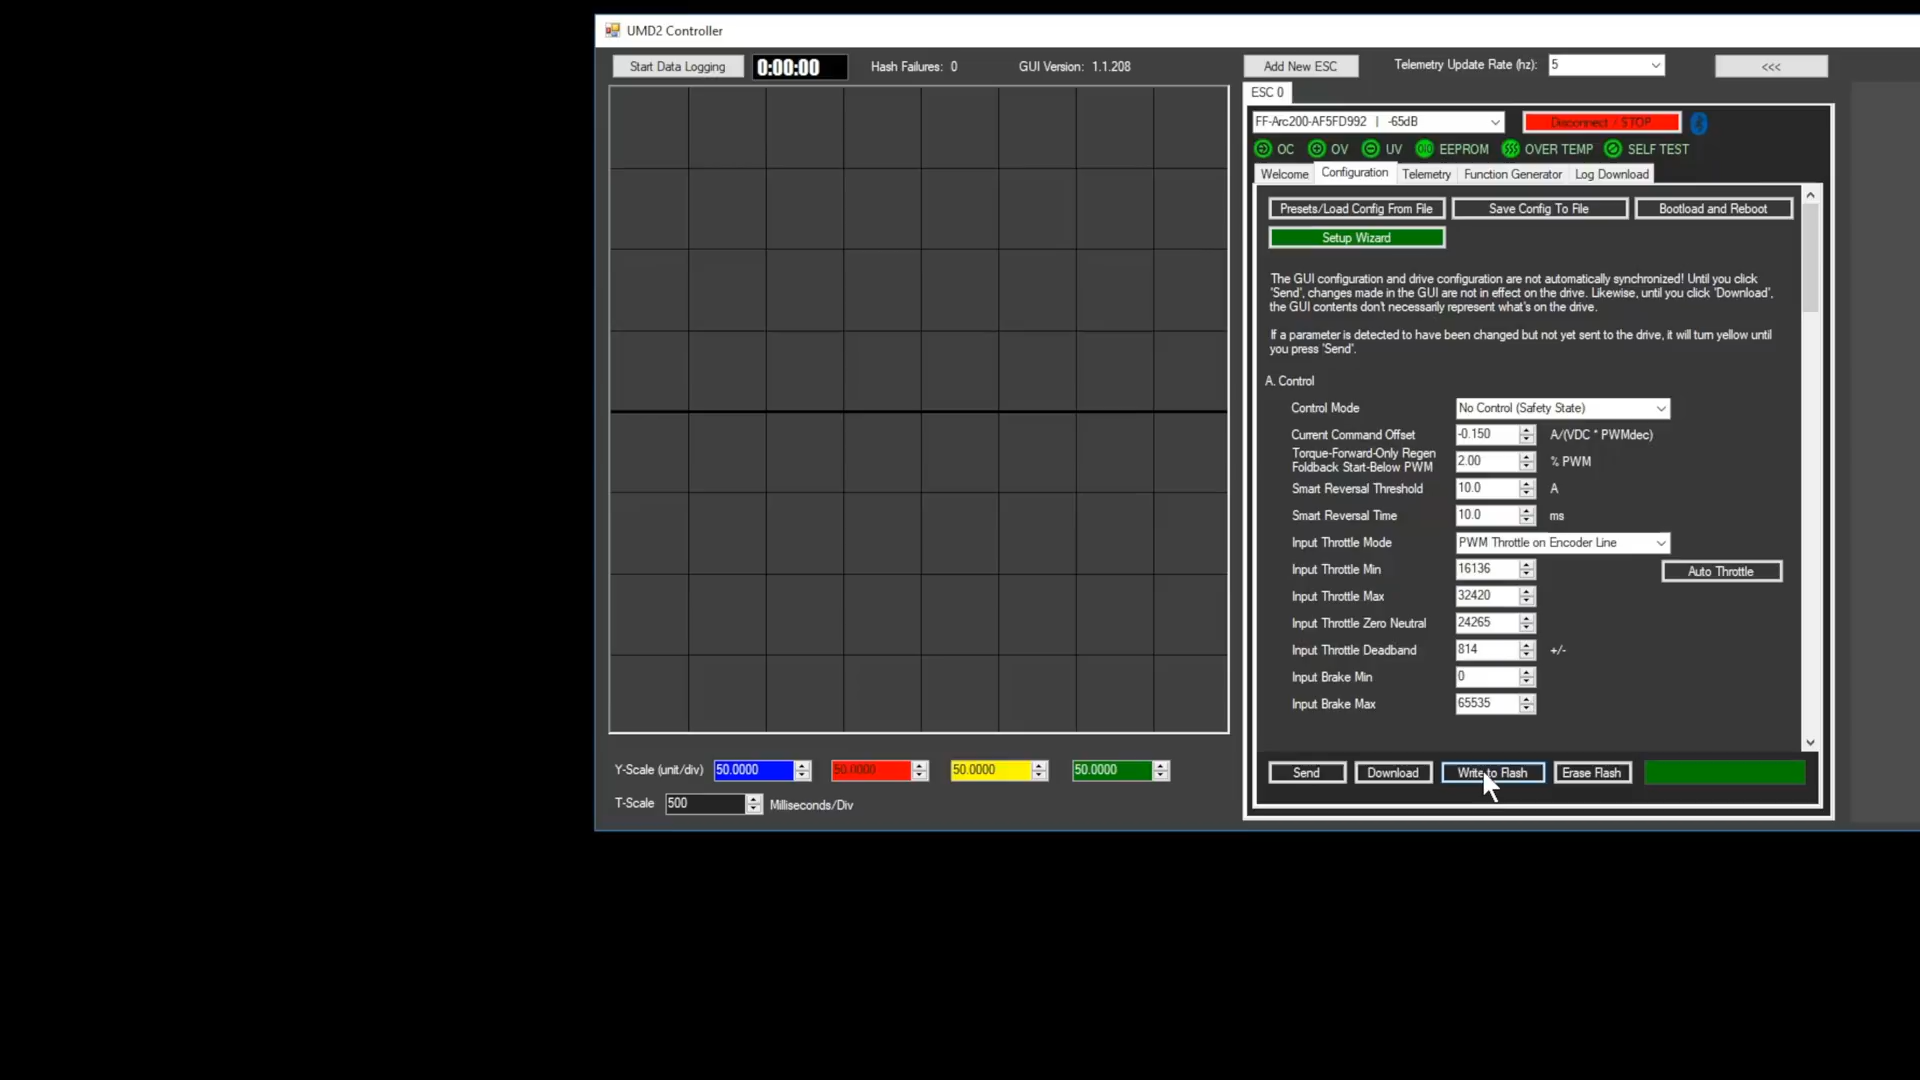 UMD2 Controller
Start Data Logging
0:00:00
Hash Failures: 0
GUI Version: 1.1.208
Add New ESC
Telemetry Update Rate (hz): 5
<<<
ESC 0
FF-Arc200-AF5FD992 | -65dB
Disconnect / STOP
OC OV UV EEPROM OVER TEMP SELF TEST
Welcome Configuration Telemetry Function Generator Log Download
Presets/Load Config From File
Save Config To File
Bootload and Reboot
Setup Wizard
The GUI configuration and drive configuration are not automatically synchronized! Until you click
'Send', changes made in the GUI are not in effect on the drive. Likewise, until you click 'Download',
the GUI contents don't necessarily represent what's on the drive.
If a parameter is detected to have been changed but not yet sent to the drive, it will turn yellow until
you press 'Send'.
A. Control
Control Mode No Control (Safety State)
Current Command Offset -0.150 A/(VDC * PWMdec)
Torque-Forward-Only Regen
Foldback Start-Below PWM 2.00 % PWM
Smart Reversal Threshold 10.0 A
Smart Reversal Time 10.0 ms
Input Throttle Mode PWM Throttle on Encoder Line
Input Throttle Min 16136 Auto Throttle
Input Throttle Max 32420
Input Throttle Zero Neutral 24265
Input Throttle Deadband 814 +/-
Input Brake Min 0
Input Brake Max 65535
Send Download Write to Flash Erase Flash
Y-Scale (unit/div) 50.0000 50.0000 50.0000 50.0000
T-Scale 500 Milliseconds/Div